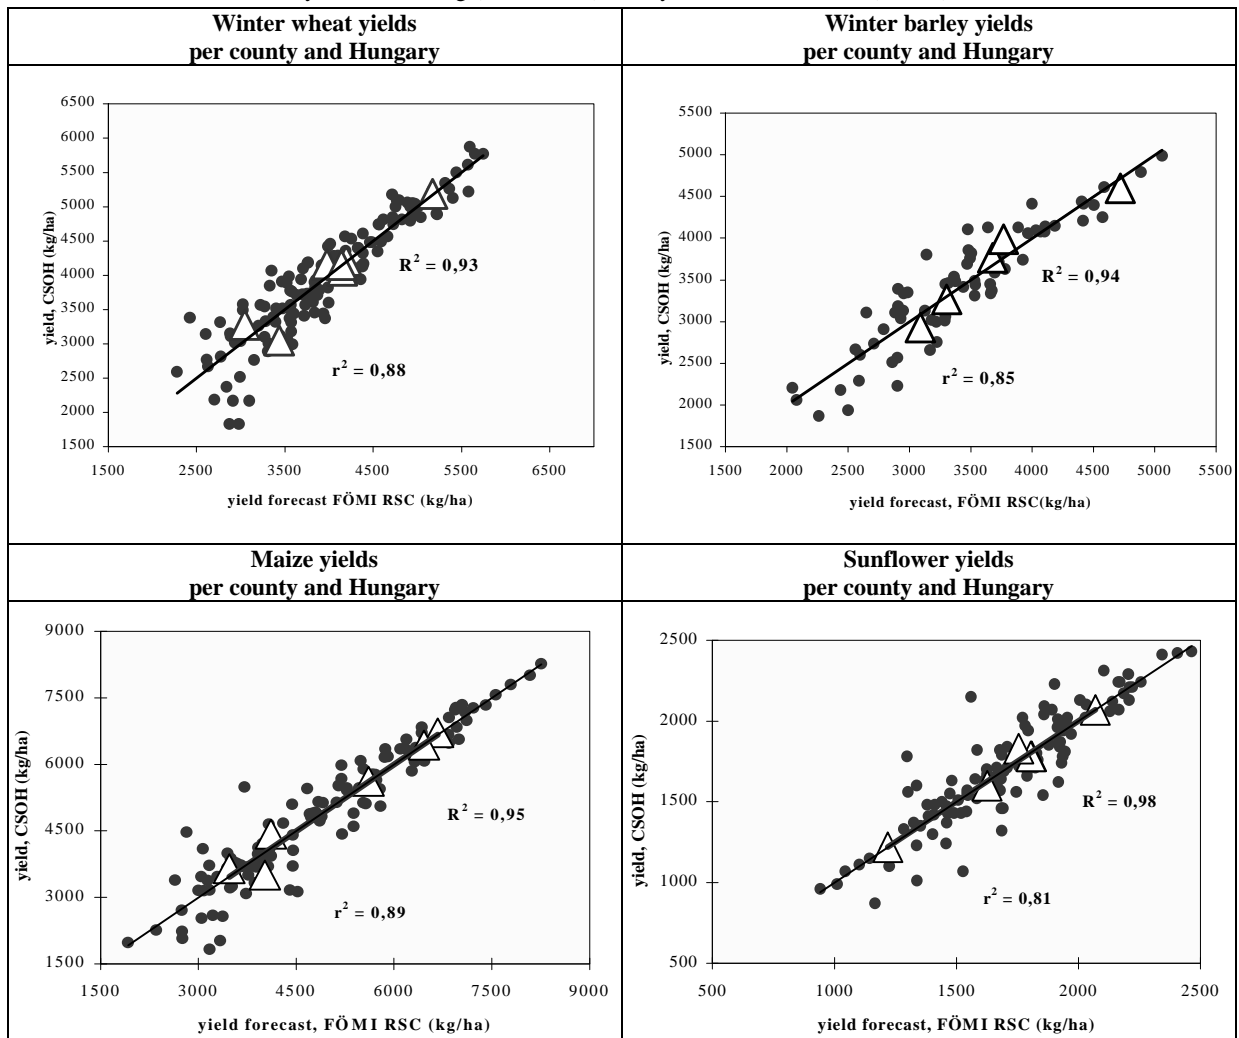 Winter wheat yields
per county and Hungary
Winter barley yields
per county and Hungary
6500
6000
5500
5000
4500
4000
3500
3000
2500
2000
1500
yield, CSOH (kg/ha)
R² = 0,93
r² = 0,88
1500 2500 3500 4500 5500 6500
yield forecast FÖMI RSC (kg/ha)
5500
5000
4500
4000
3500
3000
2500
2000
1500
yield, CSOH (kg/ha)
R² = 0,94
r² = 0,85
1500 2000 2500 3000 3500 4000 4500 5000 5500
yield forecast, FÖMI RSC(kg/ha)
Maize yields
per county and Hungary
Sunflower yields
per county and Hungary
9000
7500
6000
4500
3000
1500
yield, CSOH (kg/ha)
R² = 0,95
r² = 0,89
1500 3000 4500 6000 7500 9000
yield forecast, FÖMI RSC (kg/ha)
2500
2000
1500
1000
500
yield, CSOH (kg/ha)
R² = 0,98
r² = 0,81
500 1000 1500 2000 2500
yield forecast, FÖMI RSC (kg/ha)